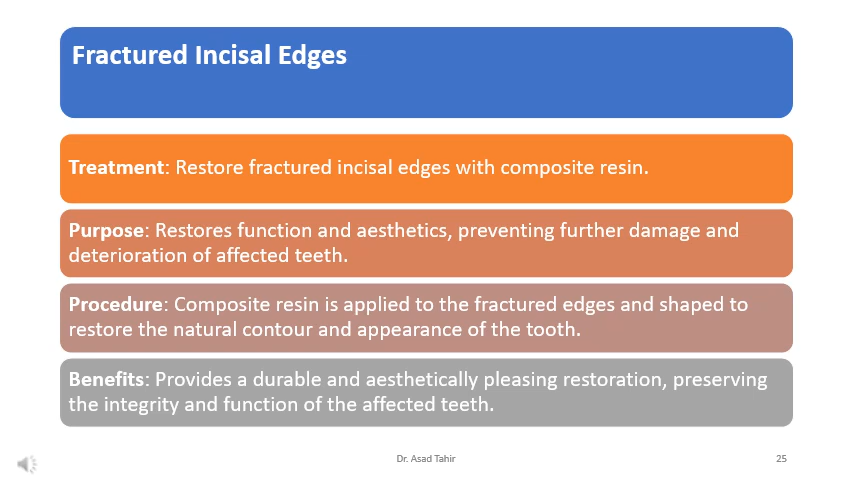 Fractured Incisal Edges
Treatment: Restore fractured incisal edges with composite resin.
Purpose: Restores function and aesthetics, preventing further damage and
deterioration of affected teeth.
Procedure: Composite resin is applied to the fractured edges and shaped to
restore the natural contour and appearance of the tooth.
Benefits: Provides a durable and aesthetically pleasing restoration, preserving
the integrity and function of the affected teeth.
Dr. Asad Tahir
25